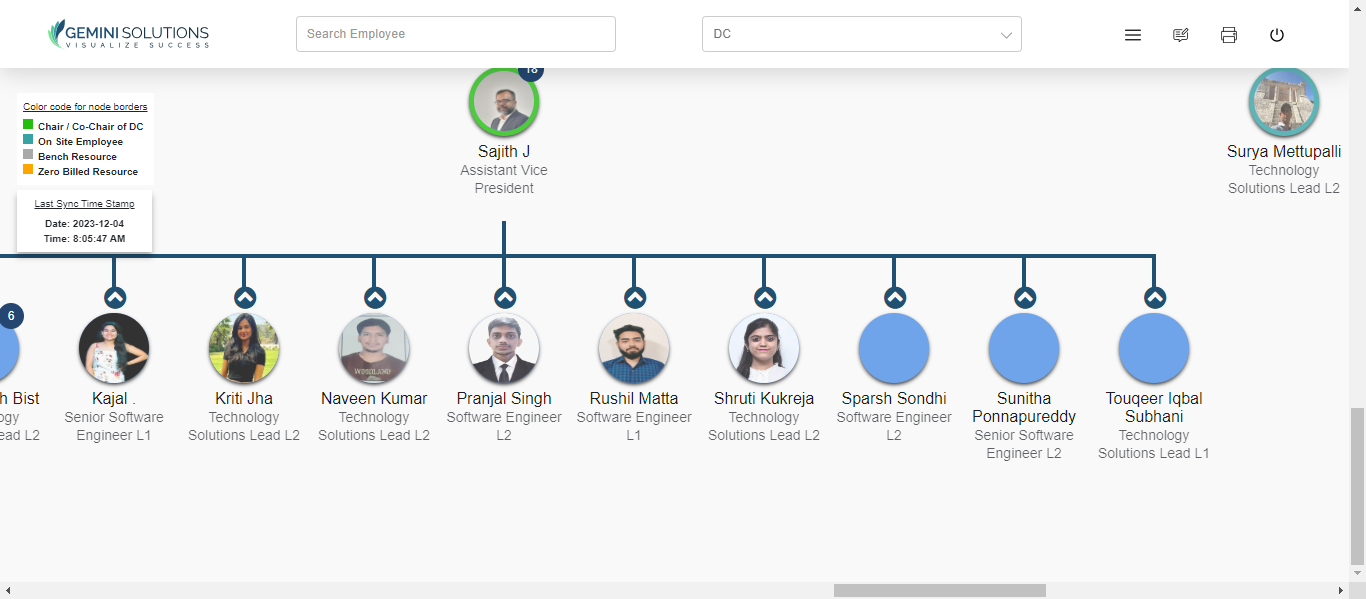 GEMINI SOLUTIONS
VISUALIZE SUCCESS
Search Employee
DC
Color code for node borders
Chair / Co-Chair of DC
On Site Employee
Bench Resource
Zero Billed Resource
Last Sync Time Stamp
Date: 2023-12-04
Time: 8:05:47 AM
18
Sajith J
Assistant Vice
President
Surya Mettupalli
Technology
Solutions Lead L2
6
h Bist
ogy
ead L2
Kajal .
Senior Software
Engineer L1
Kriti Jha
Technology
Solutions Lead L2
Naveen Kumar
Technology
Solutions Lead L2
WOODLAND
Pranjal Singh
Software Engineer
L2
Rushil Matta
Software Engineer
L1
Shruti Kukreja
Technology
Solutions Lead L2
Sparsh Sondhi
Software Engineer
L2
Sunitha
Ponnapureddy
Senior Software
Engineer L2
Touqeer Iqbal
Subhani
Technology
Solutions Lead L1